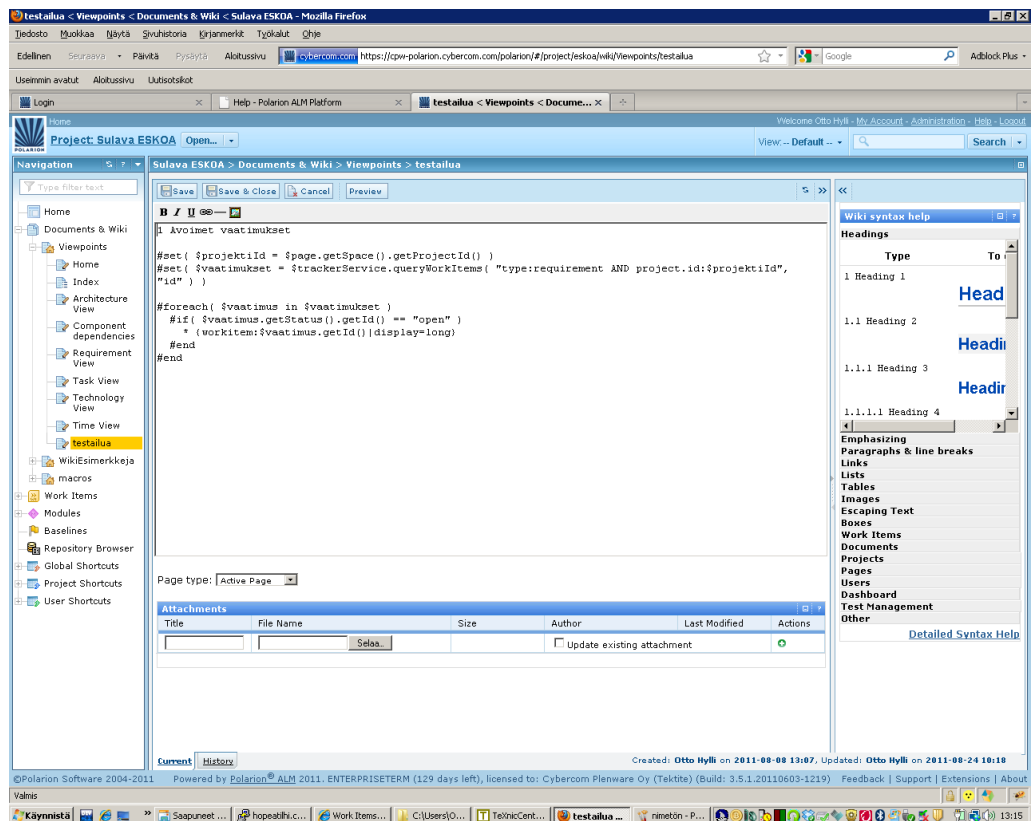 testailua < Viewpoints < Documents & Wiki < Sulava ESKOA - Mozilla Firefox
Tiedosto Muokkaa Näytä Sivuhistoria Kirjanmerkit Työkalut Ohje
Edellinen Seuraava Päivitä Pysäytä Aloitussivu cybercom.com https://cpw-polarion.cybercom.com/polarion/#/project/eskoa/wiki/Viewpoints/testailua Google Adblock Plus
Useimmin avatut Aloitussivu Uutisotsikot
Login Help - Polarion ALM Platform testailua < Viewpoints < Docume...
Home Welcome Otto Hylli - My Account - Administration - Help - Logout
POLARION Project: Sulava ESKOA Open... View: -- Default -- Search
Navigation Sulava ESKOA > Documents & Wiki > Viewpoints > testailua
Type filter text
Home
Documents & Wiki
Viewpoints
Home
Index
Architecture
View
Component
dependencies
Requirement
View
Task View
Technology
View
Time View
testailua
WikiEsimerkkeja
macros
Work Items
Modules
Baselines
Repository Browser
Global Shortcuts
Project Shortcuts
User Shortcuts
Save Save & Close Cancel Preview
B I U
1 Avoimet vaatimukset
#set( $projektiId = $page.getSpace().getProjectId() )
#set( $vaatimukset = $trackerService.queryWorkItems( "type:requirement AND project.id:$projektiId",
"id" ) )
#foreach( $vaatimus in $vaatimukset )
#if( $vaatimus.getStatus().getId() == "open" )
* {workitem:$vaatimus.getId()|display=long}
#end
#end
Page type: Active Page
Attachments
Title File Name Size Author Last Modified Actions
Selaa... Update existing attachment
Current History
Created: Otto Hylli on 2011-08-08 13:07, Updated: Otto Hylli on 2011-08-24 10:18
Wiki syntax help
Headings
Type To
1 Heading 1
Head
1.1 Heading 2
Headi
1.1.1 Heading 3
Headir
1.1.1.1 Heading 4
Emphasizing
Paragraphs & line breaks
Links
Lists
Tables
Images
Escaping Text
Boxes
Work Items
Documents
Projects
Pages
Users
Dashboard
Test Management
Other
Detailed Syntax Help
©Polarion Software 2004-2011 Powered by Polarion® ALM 2011. ENTERPRISETERM (129 days left), licensed to: Cybercom Plenware Oy (Tektite) (Build: 3.5.1.20110603-1219) Feedback | Support | Extensions | About
Valmis
Käynnistä Saapuneet ... hopeatilhi.c... Work Items... C:\Users\O... TeXnicCent... testailua ... nimetön - P... 13:15